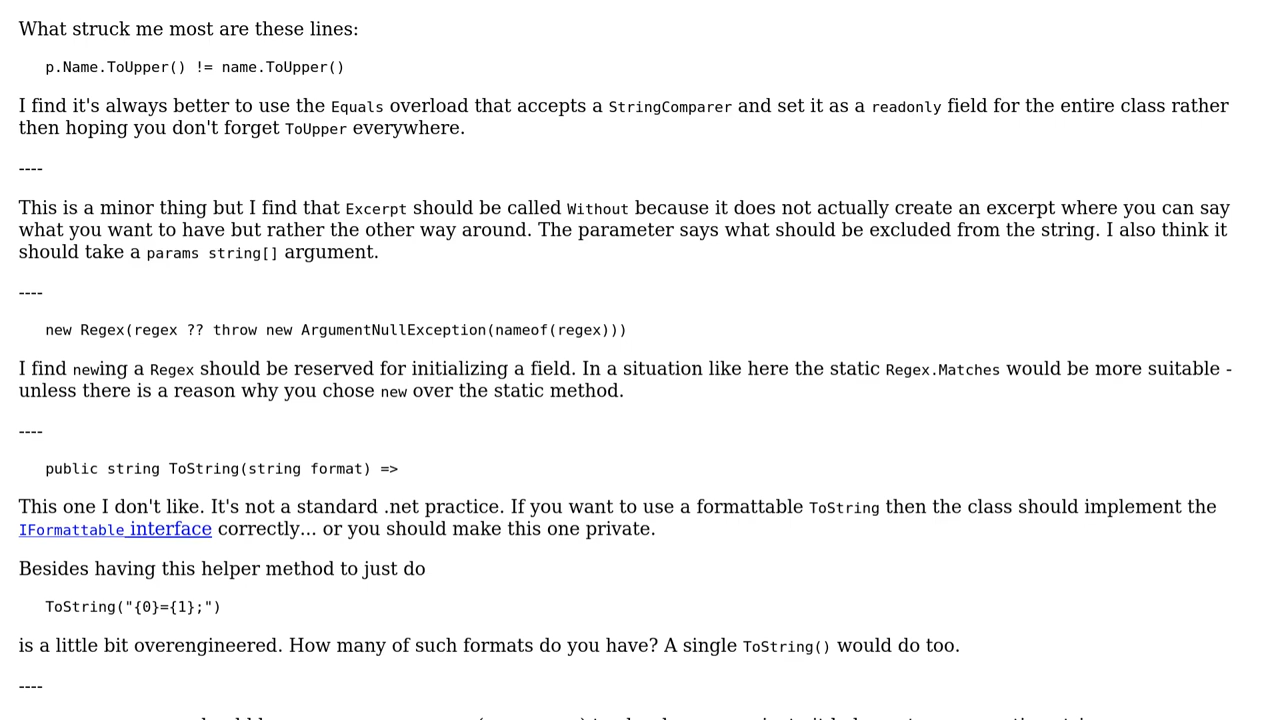 What struck me most are these lines:
p.Name.ToUpper() != name.ToUpper()
I find it's always better to use the Equals overload that accepts a StringComparer and set it as a readonly field for the entire class rather
then hoping you don't forget ToUpper everywhere.
----
This is a minor thing but I find that Excerpt should be called Without because it does not actually create an excerpt where you can say
what you want to have but rather the other way around. The parameter says what should be excluded from the string. I also think it
should take a params string[] argument.
----
new Regex(regex ?? throw new ArgumentNullException(nameof(regex)))
I find newing a Regex should be reserved for initializing a field. In a situation like here the static Regex.Matches would be more suitable -
unless there is a reason why you chose new over the static method.
----
public string ToString(string format) =>
This one I don't like. It's not a standard .net practice. If you want to use a formattable ToString then the class should implement the
IFormattable interface correctly... or you should make this one private.
Besides having this helper method to just do
ToString("{0}={1};")
is a little bit overengineered. How many of such formats do you have? A single ToString() would do too.
----